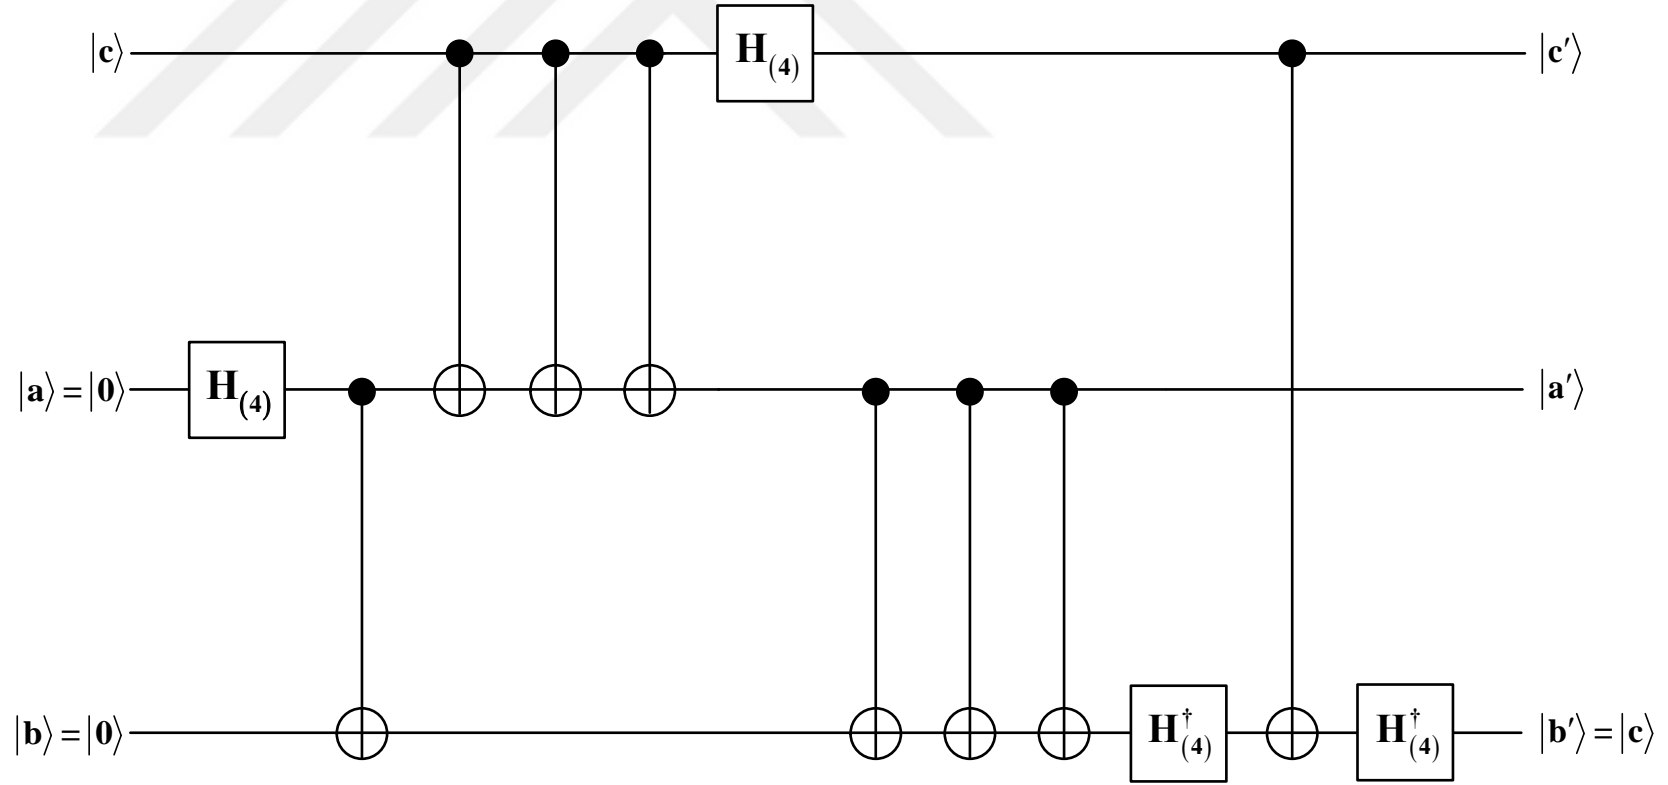 |c⟩ H(4) |c′⟩
|a⟩ = |0⟩ H(4) |a′⟩
|b⟩ = |0⟩ H†(4) H†(4) |b′⟩ = |c⟩